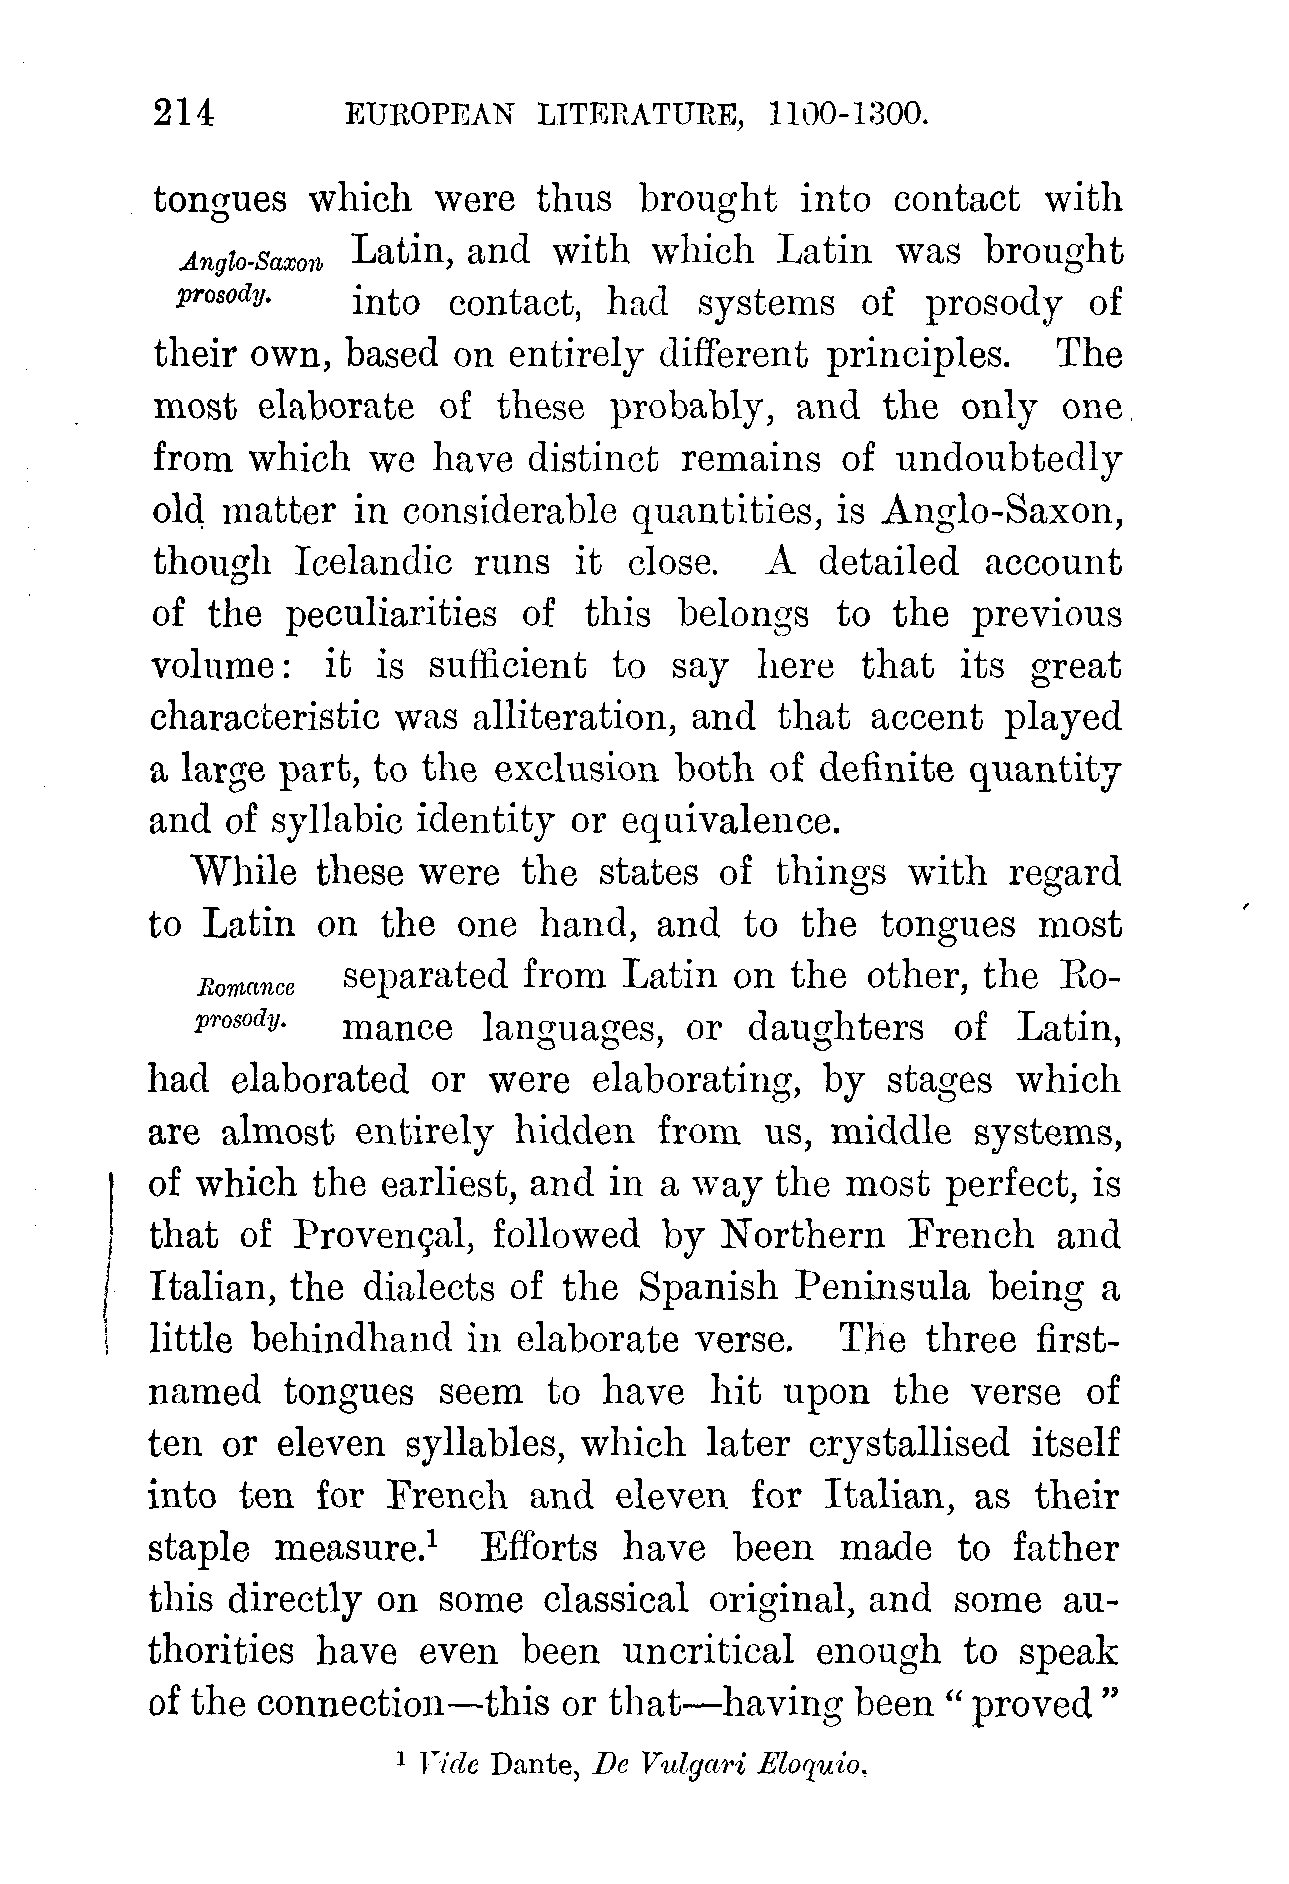 214 EUROPEAN LITERATURE, 1100-1300.
tongues which were thus brought into contact with
Anglo-Saxon Latin, and with which Latin was brought
prosody. into contact, had systems of prosody of
their own, based on entirely different principles. The
most elaborate of these probably, and the only one
from which we have distinct remains of undoubtedly
old matter in considerable quantities, is Anglo-Saxon,
though Icelandic runs it close. A detailed account
of the peculiarities of this belongs to the previous
volume: it is sufficient to say here that its great
characteristic was alliteration, and that accent played
a large part, to the exclusion both of definite quantity
and of syllabic identity or equivalence.
While these were the states of things with regard
to Latin on the one hand, and to the tongues most
Romance separated from Latin on the other, the Ro-
prosody. mance languages, or daughters of Latin,
had elaborated or were elaborating, by stages which
are almost entirely hidden from us, middle systems,
of which the earliest, and in a way the most perfect, is
that of Provençal, followed by Northern French and
Italian, the dialects of the Spanish Peninsula being a
little behindhand in elaborate verse. The three first-
named tongues seem to have hit upon the verse of
ten or eleven syllables, which later crystallised itself
into ten for French and eleven for Italian, as their
staple measure.¹ Efforts have been made to father
this directly on some classical original, and some au-
thorities have even been uncritical enough to speak
of the connection—this or that—having been “proved”
¹ Vide Dante, De Vulgari Eloquio.